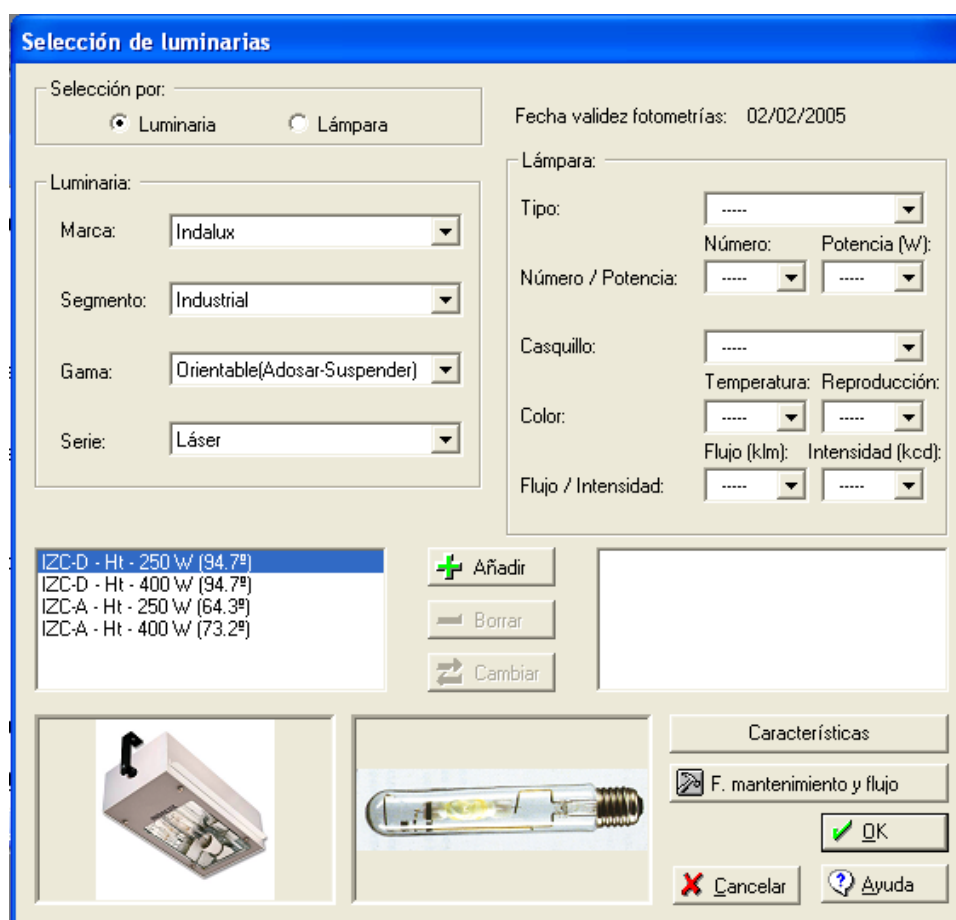 Selección de luminarias
Selección por:
Luminaria
Lámpara
Fecha validez fotometrías: 02/02/2005
Luminaria:
Marca: Indalux
Segmento: Industrial
Gama: Orientable(Adosar-Suspender)
Serie: Láser
Lámpara:
Tipo: -----
Número: Potencia (W):
Número / Potencia: ----- -----
Casquillo: -----
Temperatura: Reproducción:
Color: ----- -----
Flujo (klm): Intensidad (kcd):
Flujo / Intensidad: ----- -----
IZC-D - Ht - 250 W (94.7º)
IZC-D - Ht - 400 W (94.7º)
IZC-A - Ht - 250 W (64.3º)
IZC-A - Ht - 400 W (73.2º)
Añadir
Borrar
Cambiar
Características
F. mantenimiento y flujo
OK
Cancelar
Ayuda